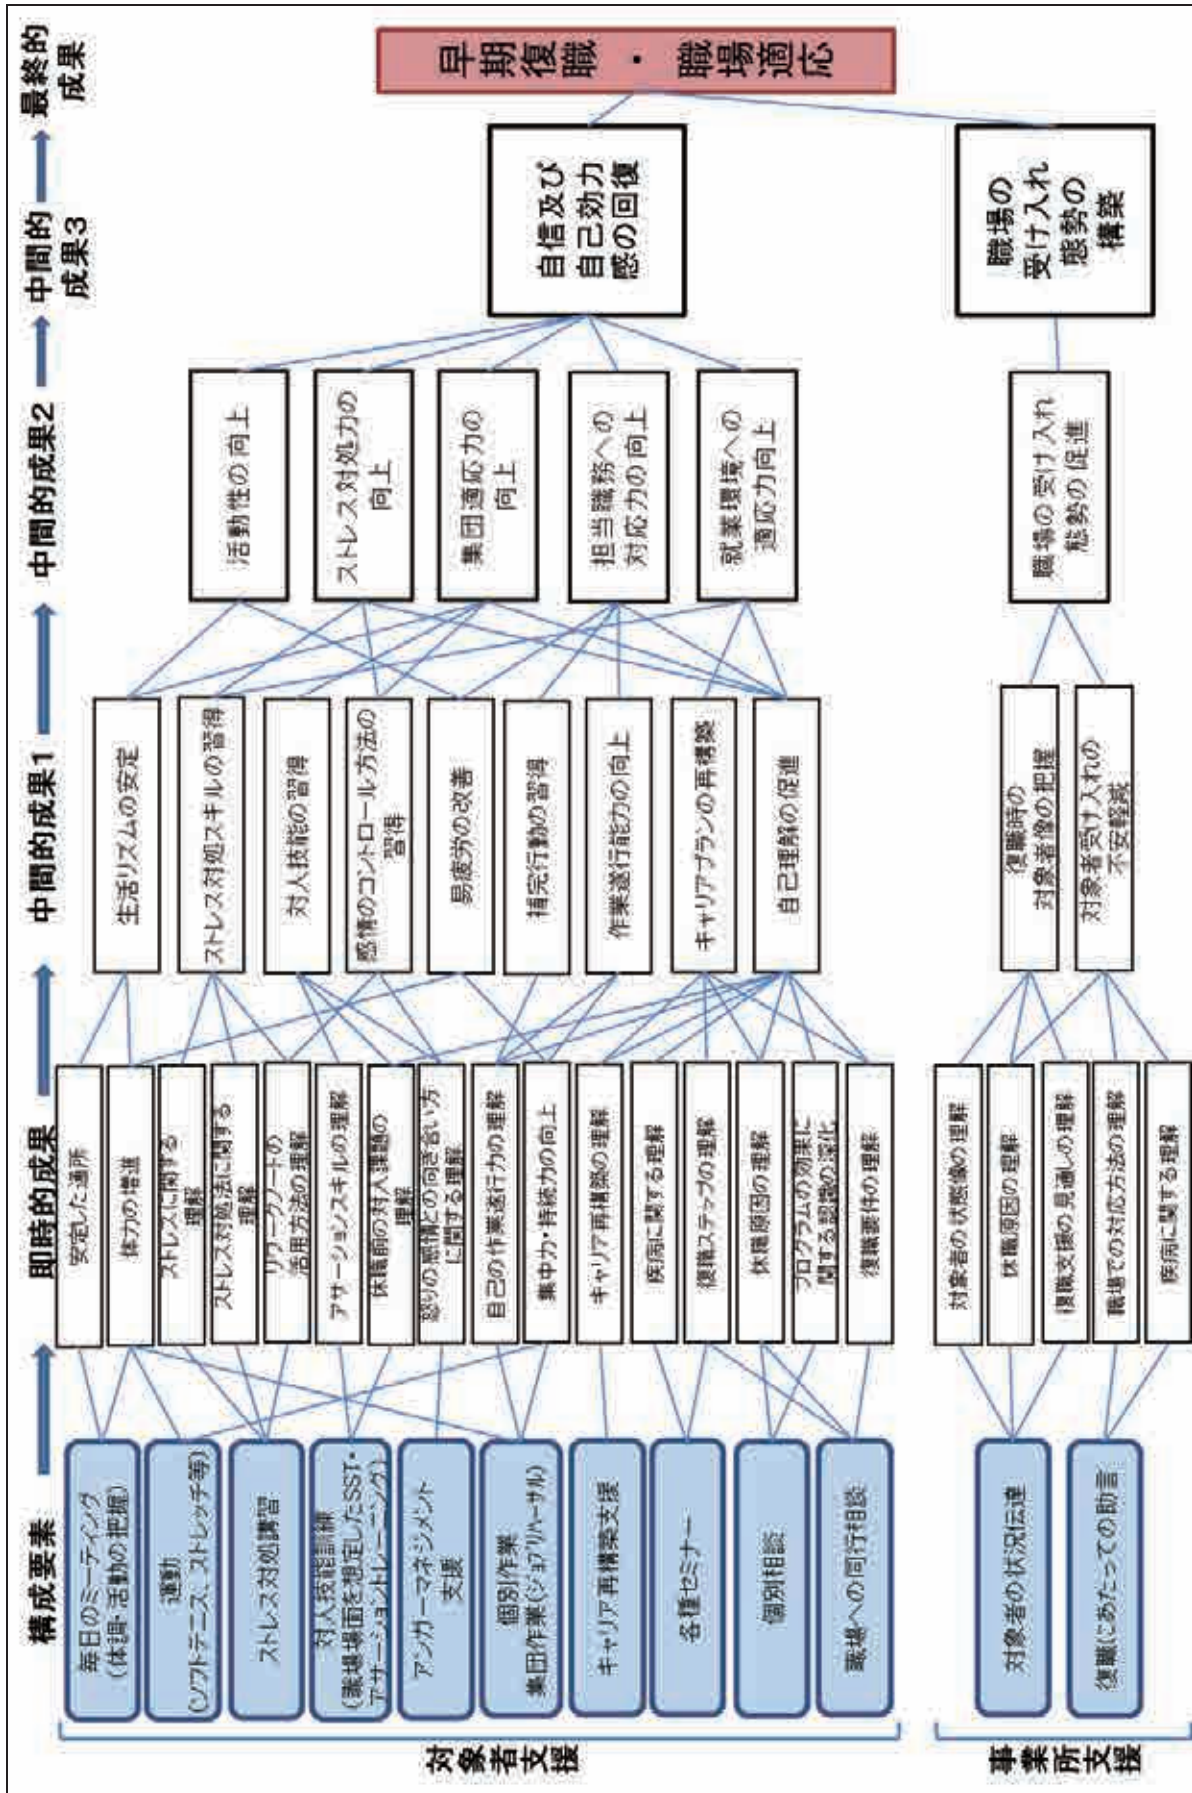 構成要素
即時的成果
中間的成果1
中間的成果2
中間的
成果3
最終的
成果
対象者支援
毎日のミーティング
(体調・活動の把握)
運動
(ソフトテニス、ストレッチ等)
ストレス対処講習
対人技能訓練
(職場場面を想定したSST・
アサーショントレーニング)
アンガーマネジメント
支援
個別作業
集団作業(ジョブリハーサル)
キャリア再構築支援
各種セミナー
個別相談
職場への同行相談
事業所支援
対象者の状況伝達
復職にあたっての助言
安定した通所
体力の増進
ストレスに関する
理解
ストレス対処法に関する
理解
リワークノートの
活用方法の理解
アサーションスキルの理解
休職前の対人課題の
理解
怒りの感情との向き合い方
に関する理解
自己の作業遂行力の理解
集中力・持続力の向上
キャリア再構築の理解
疾病に関する理解
復職ステップの理解
休職原因の理解
プログラムの効果に
関する認識の深化
復職要件の理解
対象者の状態像の理解
休職原因の理解
復職支援の見通しの理解
職場での対応方法の理解
疾病に関する理解
生活リズムの安定
ストレス対処スキルの習得
対人技能の習得
感情のコントロール方法の
習得
易疲労の改善
補完行動の習得
作業遂行能力の向上
キャリアプランの再構築
自己理解の促進
復職時の
対象者像の把握
対象者受け入れの
不安軽減
活動性の向上
ストレス対処力の
向上
集団適応力の
向上
担当職務への
対応力の向上
就業環境への
適応力向上
職場の受け入れ
態勢の促進
自信及び
自己効力
感の回復
職場の
受け入れ
態勢の
構築
早期復職・職場適応